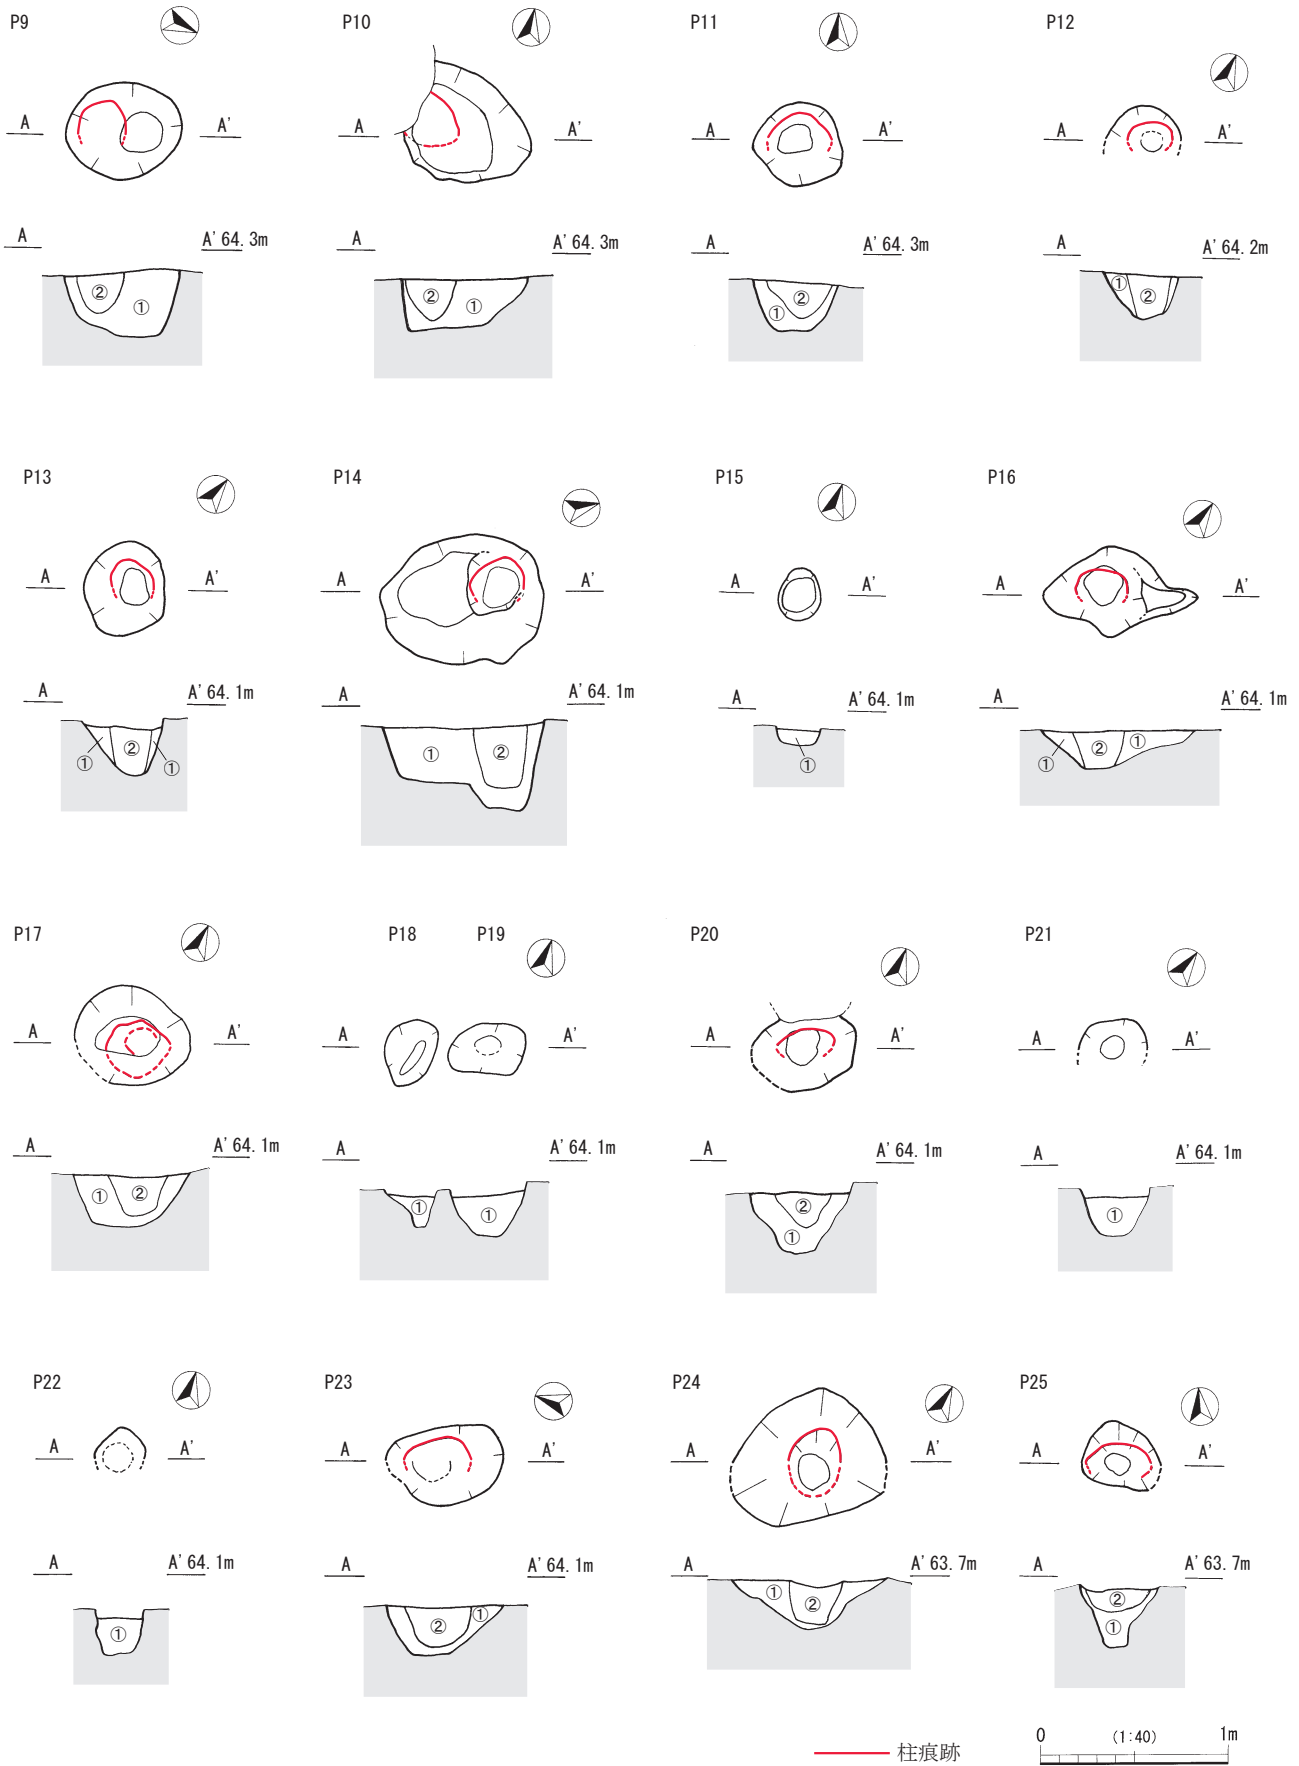 P9 P10 P11 P12
A A' A A' A A' A A'
A A' 64.3m A A' 64.3m A A' 64.3m A A' 64.2m
② ① ② ① ① ② ① ②
P13 P14 P15 P16
A A' A A' A A' A A'
A A' 64.1m A A' 64.1m A A' 64.1m A A' 64.1m
① ② ① ① ② ① ① ② ①
P17 P18 P19 P20 P21
A A' A A' A A' A A'
A A' 64.1m A A' 64.1m A A' 64.1m A A' 64.1m
① ② ① ① ② ① ①
P22 P23 P24 P25
A A' A A' A A' A A'
A A' 64.1m A A' 64.1m A A' 63.7m A A' 63.7m
① ② ① ① ② ② ①
柱痕跡
0 (1:40) 1m